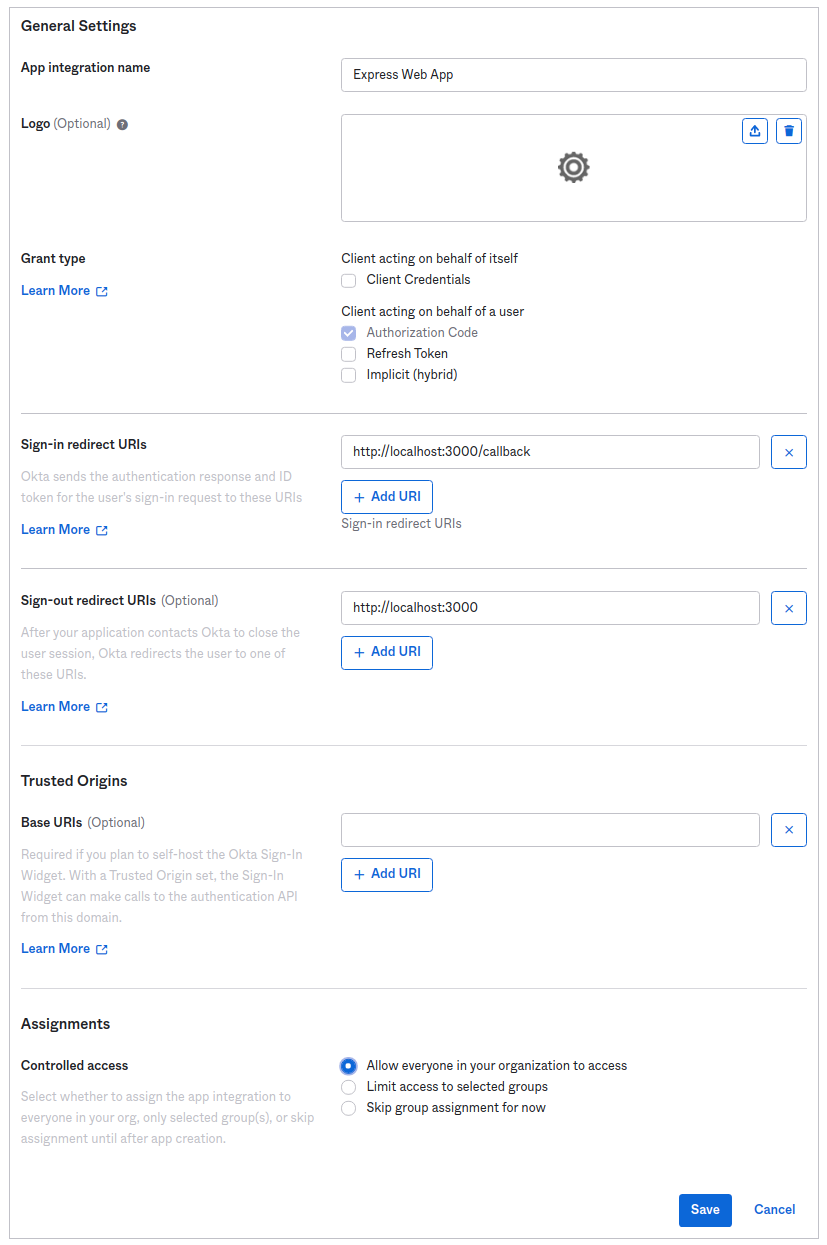 General Settings
App integration name
Express Web App
Logo (Optional) ?
Grant type
Learn More
Client acting on behalf of itself
Client Credentials
Client acting on behalf of a user
Authorization Code
Refresh Token
Implicit (hybrid)
Sign-in redirect URIs
Okta sends the authentication response and ID
token for the user's sign-in request to these URIs
Learn More
http://localhost:3000/callback
+ Add URI
Sign-in redirect URIs
Sign-out redirect URIs (Optional)
After your application contacts Okta to close the
user session, Okta redirects the user to one of
these URIs.
Learn More
http://localhost:3000
+ Add URI
Trusted Origins
Base URIs (Optional)
Required if you plan to self-host the Okta Sign-In
Widget. With a Trusted Origin set, the Sign-In
Widget can make calls to the authentication API
from this domain.
Learn More
+ Add URI
Assignments
Controlled access
Select whether to assign the app integration to
everyone in your org, only selected group(s), or skip
assignment until after app creation.
Allow everyone in your organization to access
Limit access to selected groups
Skip group assignment for now
Save
Cancel